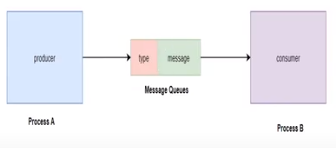 producer
type
message
consumer
Message Queues
Process A
Process B